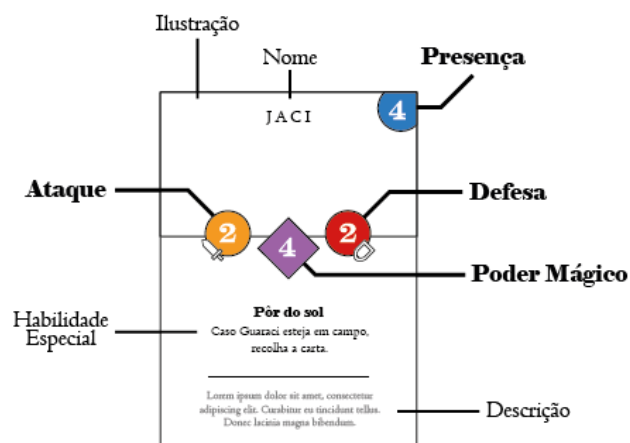 Ilustração
Nome
Presença
4
JACI
Ataque
Defesa
2
4
2
Poder Mágico
Habilidade
Especial
Pôr do sol
Caso Guaraci esteja em campo,
recolha a carta.
Lorem ipsum dolor sit amet, consectetur
adipiscing elit. Curabitur eu tincidunt tellus.
Donec lacinia magna bibendum.
Descrição